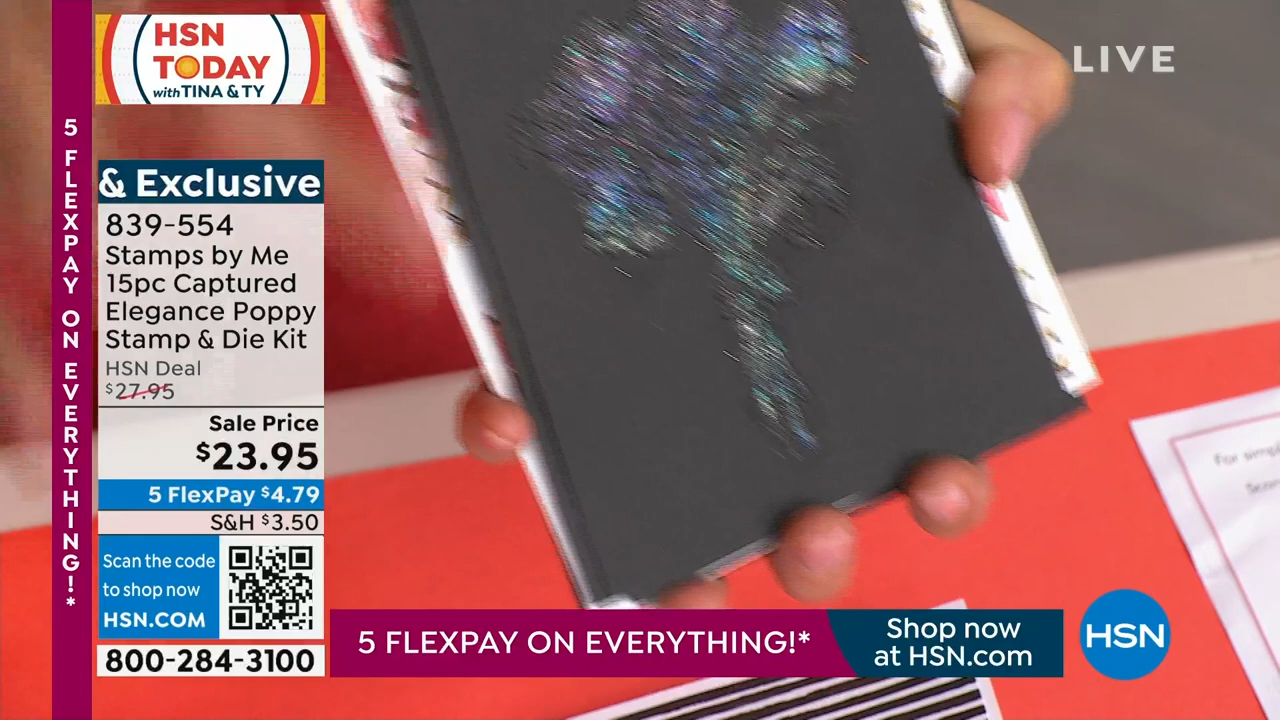 HSN
TODAY
with TINA & TY
LIVE
5 FLEXPAY ON EVERYTHING!*
& Exclusive
839-554
Stamps by Me
15pc Captured
Elegance Poppy
Stamp & Die Kit
HSN Deal
$27.95
Sale Price
$23.95
5 FlexPay $4.79
S&H $3.50
Scan the code
to shop now
HSN.COM
800-284-3100
5 FLEXPAY ON EVERYTHING!*
Shop now
at HSN.com
HSN
For